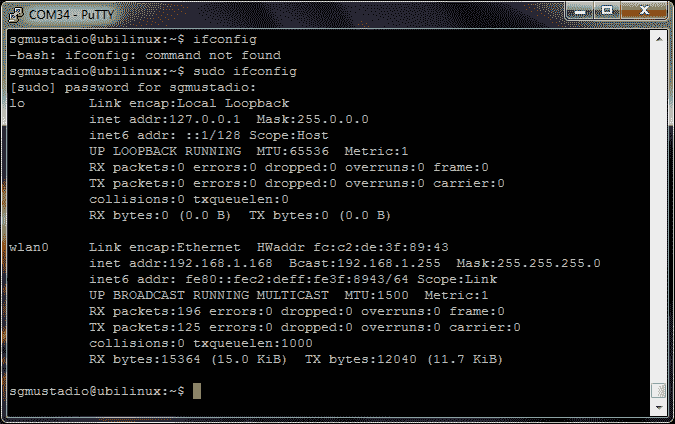 COM34 - PuTTY
sgmustadio@ubilinux:~$ ifconfig
-bash: ifconfig: command not found
sgmustadio@ubilinux:~$ sudo ifconfig
[sudo] password for sgmustadio:
lo        Link encap:Local Loopback
          inet addr:127.0.0.1  Mask:255.0.0.0
          inet6 addr: ::1/128 Scope:Host
          UP LOOPBACK RUNNING  MTU:65536  Metric:1
          RX packets:0 errors:0 dropped:0 overruns:0 frame:0
          TX packets:0 errors:0 dropped:0 overruns:0 carrier:0
          collisions:0 txqueuelen:0
          RX bytes:0 (0.0 B)  TX bytes:0 (0.0 B)
wlan0     Link encap:Ethernet  HWaddr fc:c2:de:3f:89:43
          inet addr:192.168.1.168  Bcast:192.168.1.255  Mask:255.255.255.0
          inet6 addr: fe80::fec2:deff:fe3f:8943/64 Scope:Link
          UP BROADCAST RUNNING MULTICAST  MTU:1500  Metric:1
          RX packets:196 errors:0 dropped:0 overruns:0 frame:0
          TX packets:125 errors:0 dropped:0 overruns:0 carrier:0
          collisions:0 txqueuelen:1000
          RX bytes:15364 (15.0 KiB)  TX bytes:12040 (11.7 KiB)
sgmustadio@ubilinux:~$